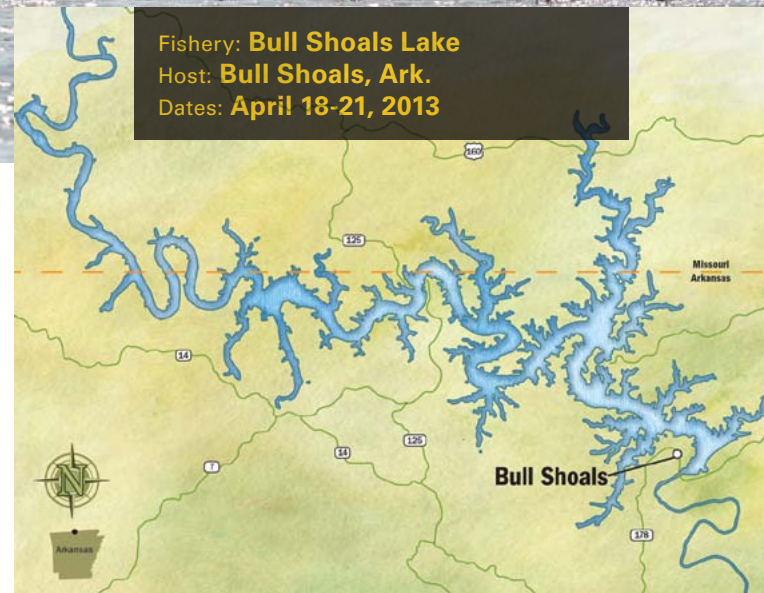 Fishery: Bull Shoals Lake
Host: Bull Shoals, Ark.
Dates: April 18-21, 2013
160
125
Missouri
Arkansas
14
125
14
7
Bull Shoals
N
178
Arkansas